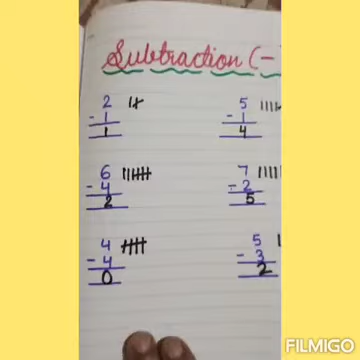 Subtraction (-
2 5
- 1 - 1
1 4
6 7
- 4 - 2
2 5
4 5
- 4 - 3
0 2
FILMIGO